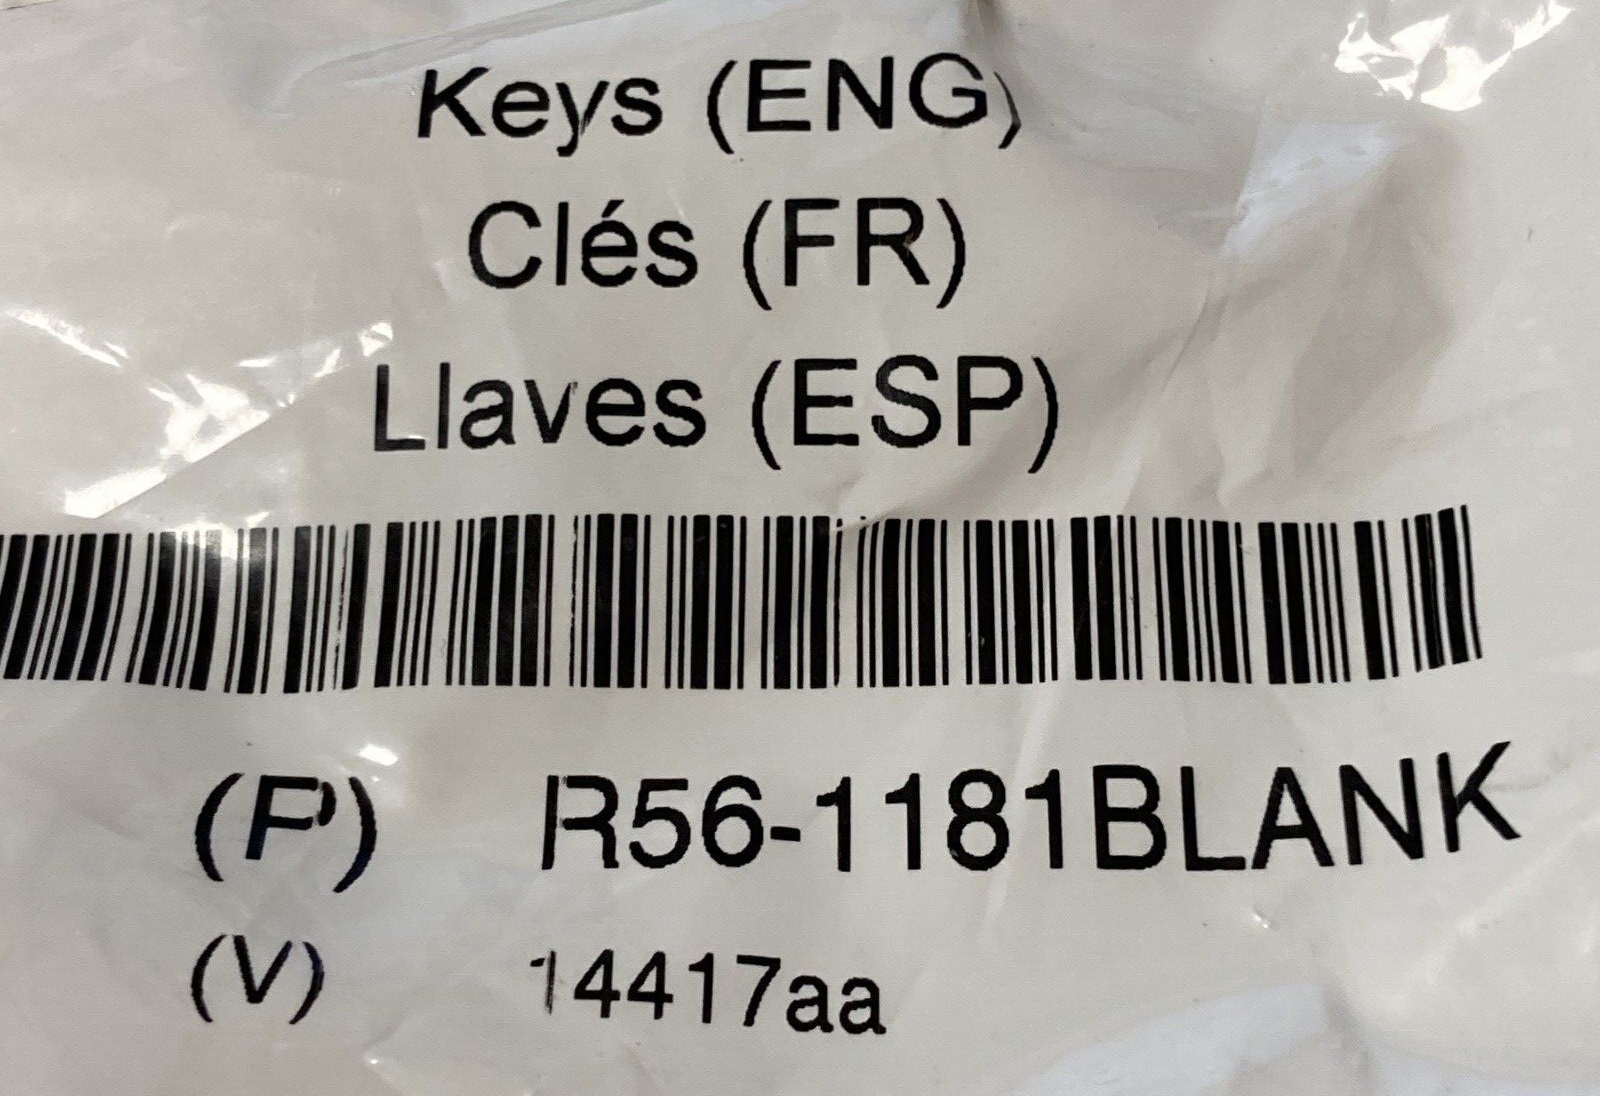 Keys (ENG)
Clés (FR)
Llaves (ESP)
(P) R56-1181BLANK
(V) 14417aa